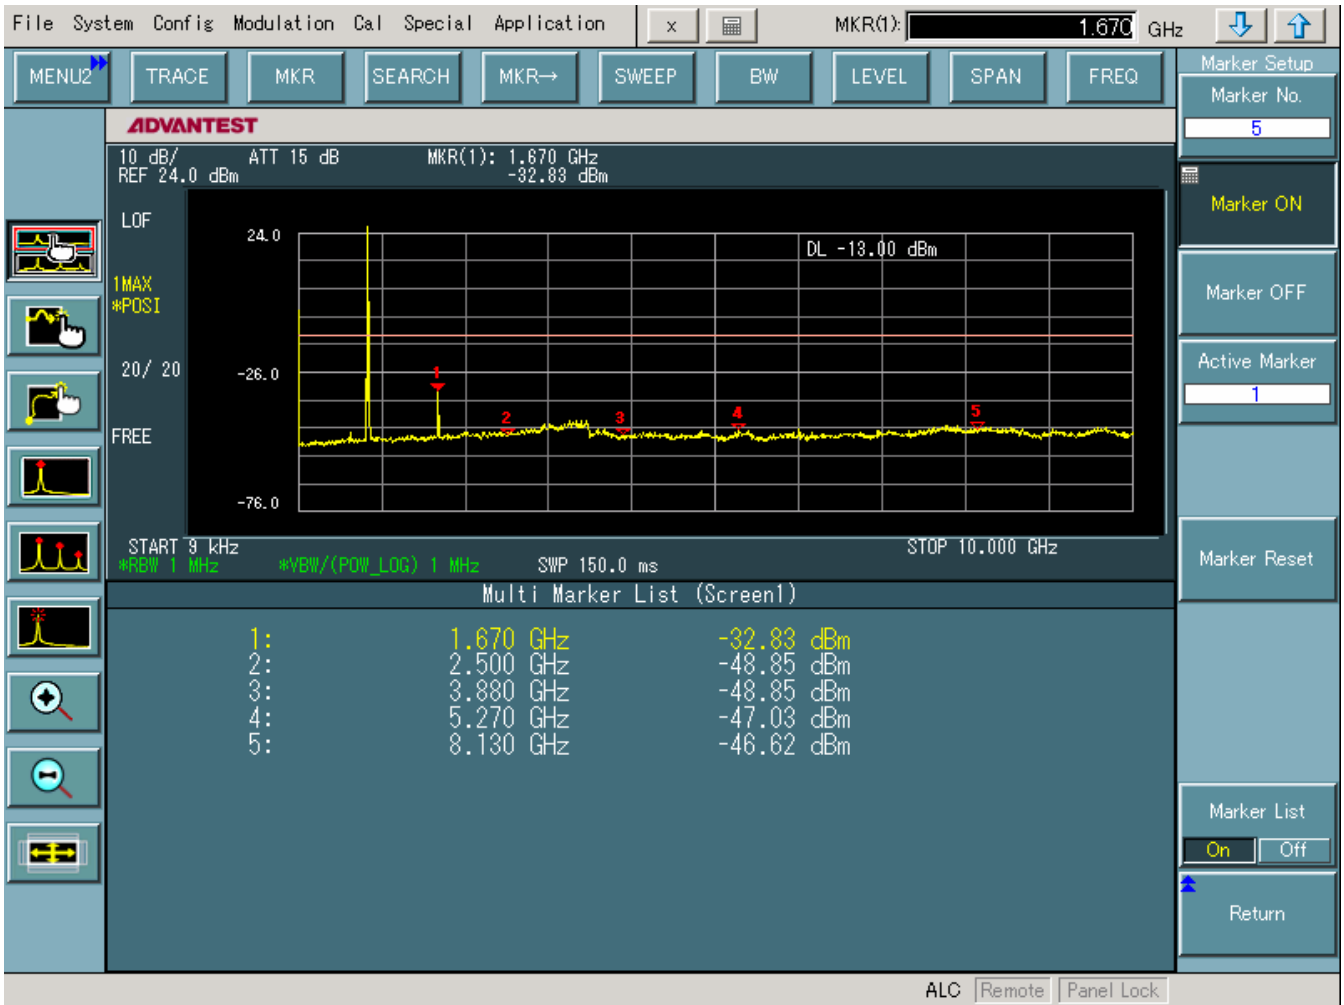 File System Config Modulation Cal Special Application x MKR(1): 1.670 GHz
MENU2 TRACE MKR SEARCH MKR→ SWEEP BW LEVEL SPAN FREQ
Marker Setup
Marker No.
5
Marker ON
Marker OFF
Active Marker
1
Marker Reset
Marker List
On Off
Return
ADVANTEST
10 dB/ ATT 15 dB MKR(1): 1.670 GHz
REF 24.0 dBm -32.83 dBm
LOF
1MAX
*POSI
20/ 20
FREE
24.0
-26.0
-76.0
DL -13.00 dBm
1
2
3
4
5
START 9 kHz STOP 10.000 GHz
*RBW 1 MHz *VBW/(POW_LOG) 1 MHz SWP 150.0 ms
Multi Marker List (Screen1)
1: 1.670 GHz -32.83 dBm
2: 2.500 GHz -48.85 dBm
3: 3.880 GHz -48.85 dBm
4: 5.270 GHz -47.03 dBm
5: 8.130 GHz -46.62 dBm
ALC Remote Panel Lock